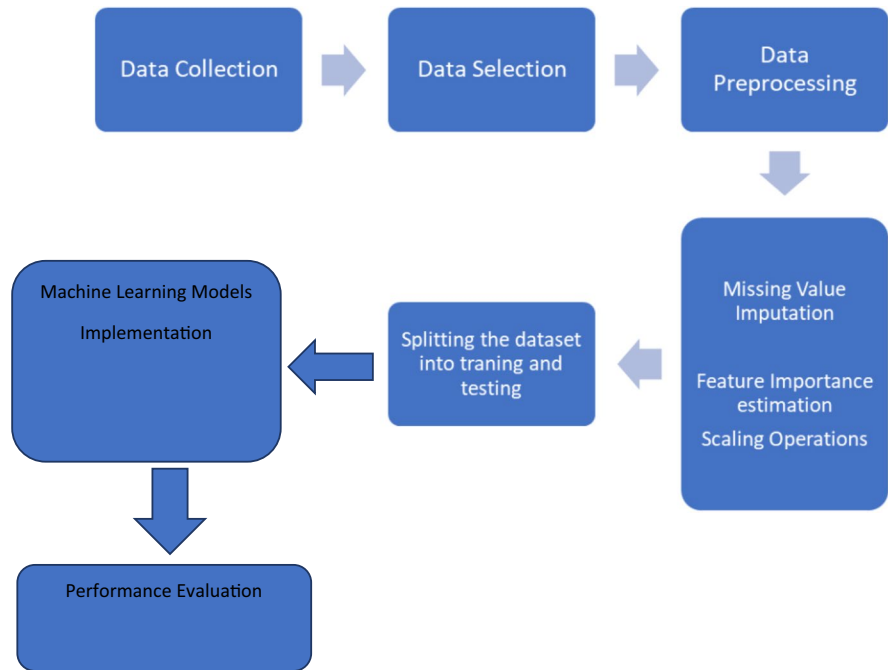 Data Collection
Data Selection
Data
Preprocessing
Missing Value
Imputation
Feature Importance
estimation
Scaling Operations
Splitting the dataset
into traning and
testing
Machine Learning Models
Implementation
Performance Evaluation